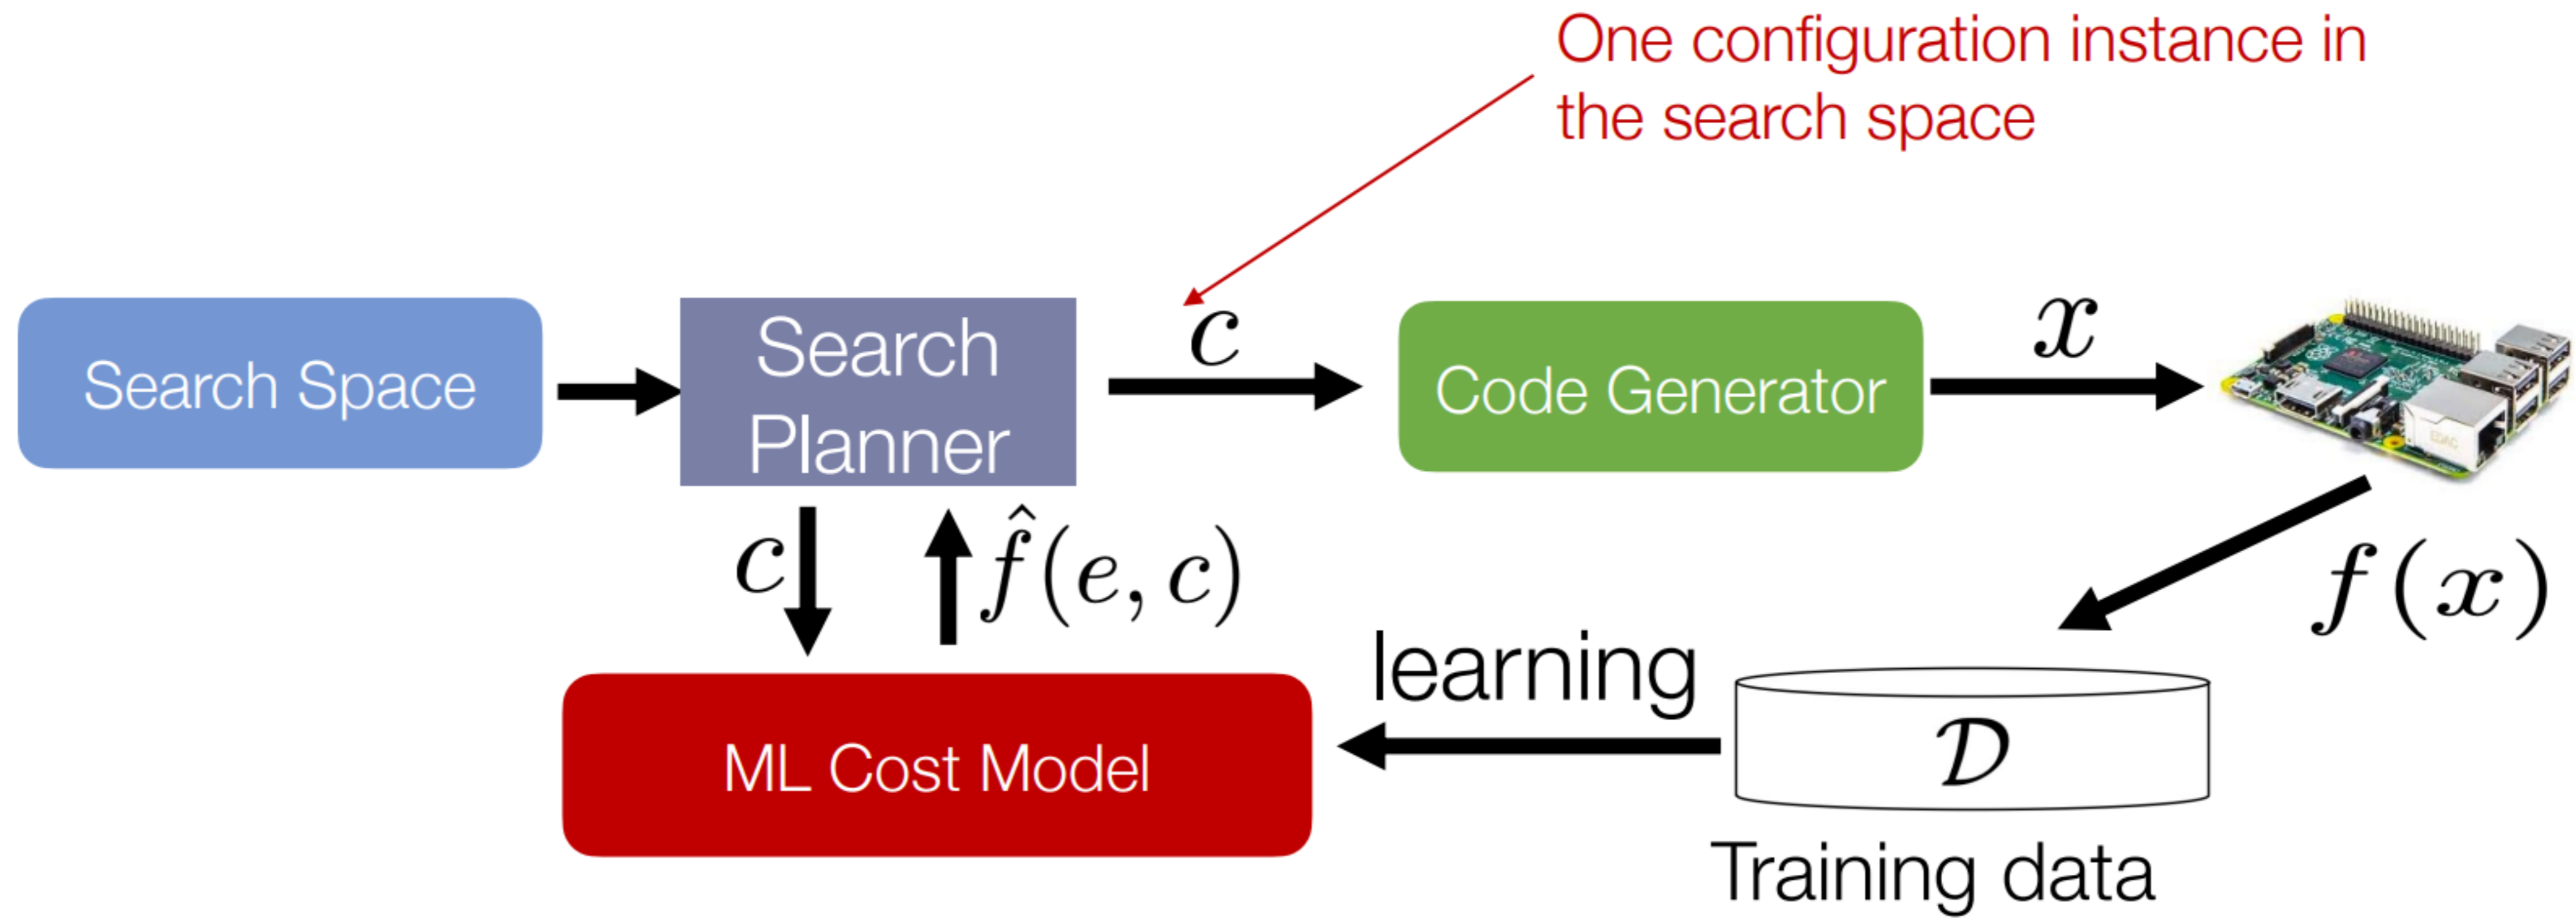 One configuration instance in
the search space
Search Space
Search
Planner
c
Code Generator
x
c
f̂(e, c)
f(x)
learning
ML Cost Model
𝒟
Training data